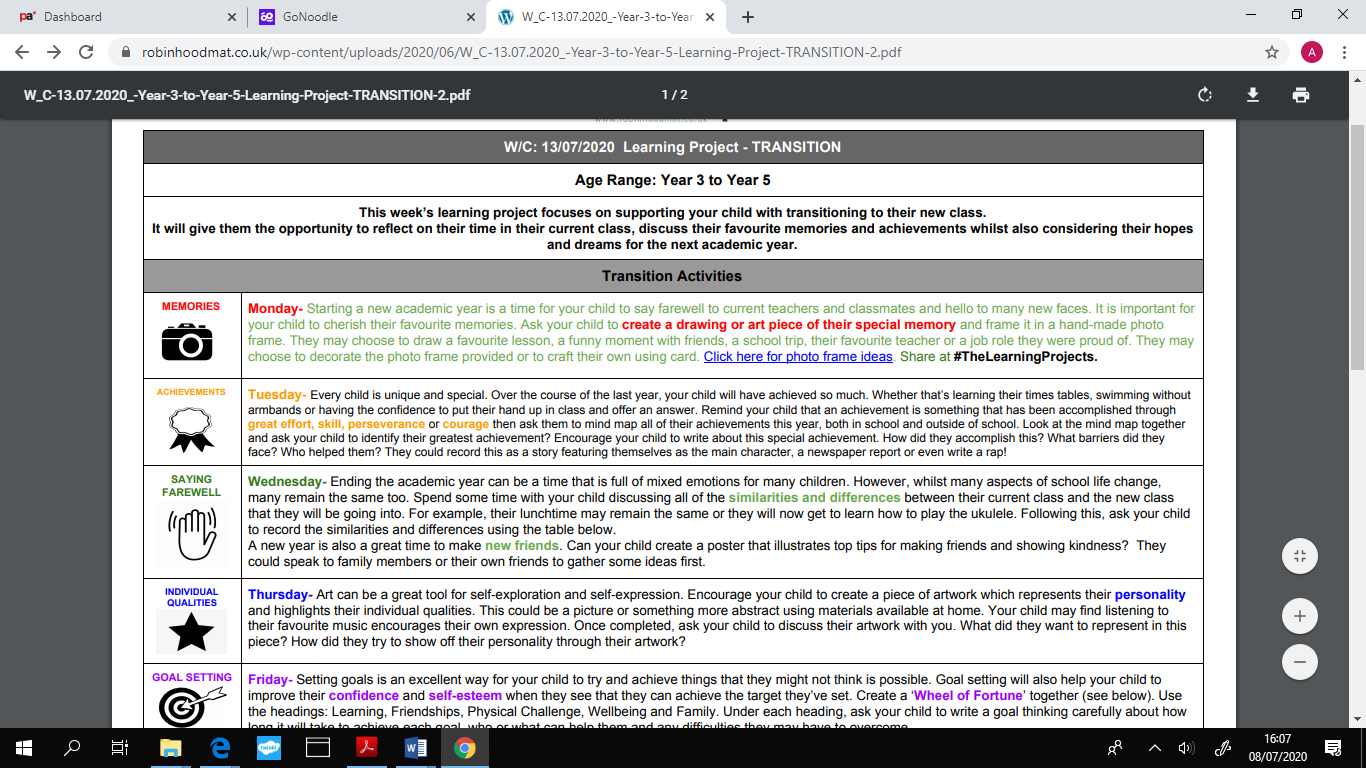 Dashboard
GoNoodle
W_C-13.07.2020_-Year-3-to-Year-
robinhoodmat.co.uk/wp-content/uploads/2020/06/W_C-13.07.2020_-Year-3-to-Year-5-Learning-Project-TRANSITION-2.pdf
A
W_C-13.07.2020_-Year-3-to-Year-5-Learning-Project-TRANSITION-2.pdf
1 / 2
W/C: 13/07/2020 Learning Project - TRANSITION
Age Range: Year 3 to Year 5
This week's learning project focuses on supporting your child with transitioning to their new class.
It will give them the opportunity to reflect on their time in their current class, discuss their favourite memories and achievements whilst also considering their hopes
and dreams for the next academic year.
Transition Activities
MEMORIES
Monday- Starting a new academic year is a time for your child to say farewell to current teachers and classmates and hello to many new faces. It is important for
your child to cherish their favourite memories. Ask your child to create a drawing or art piece of their special memory and frame it in a hand-made photo
frame. They may choose to draw a favourite lesson, a funny moment with friends, a school trip, their favourite teacher or a job role they were proud of. They may
choose to decorate the photo frame provided or to craft their own using card. Click here for photo frame ideas. Share at #TheLearningProjects.
ACHIEVEMENTS
Tuesday- Every child is unique and special. Over the course of the last year, your child will have achieved so much. Whether that's learning their times tables, swimming without
armbands or having the confidence to put their hand up in class and offer an answer. Remind your child that an achievement is something that has been accomplished through
great effort, skill, perseverance or courage then ask them to mind map all of their achievements this year, both in school and outside of school. Look at the mind map together
and ask your child to identify their greatest achievement? Encourage your child to write about this special achievement. How did they accomplish this? What barriers did they
face? Who helped them? They could record this as a story featuring themselves as the main character, a newspaper report or even write a rap!
SAYING
FAREWELL
Wednesday- Ending the academic year can be a time that is full of mixed emotions for many children. However, whilst many aspects of school life change,
many remain the same too. Spend some time with your child discussing all of the similarities and differences between their current class and the new class
that they will be going into. For example, their lunchtime may remain the same or they will now get to learn how to play the ukulele. Following this, ask your child
to record the similarities and differences using the table below.
A new year is also a great time to make new friends. Can your child create a poster that illustrates top tips for making friends and showing kindness? They
could speak to family members or their own friends to gather some ideas first.
INDIVIDUAL
QUALITIES
Thursday- Art can be a great tool for self-exploration and self-expression. Encourage your child to create a piece of artwork which represents their personality
and highlights their individual qualities. This could be a picture or something more abstract using materials available at home. Your child may find listening to
their favourite music encourages their own expression. Once completed, ask your child to discuss their artwork with you. What did they want to represent in this
piece? How did they try to show off their personality through their artwork?
GOAL SETTING
Friday- Setting goals is an excellent way for your child to try and achieve things that they might not think is possible. Goal setting will also help your child to
improve their confidence and self-esteem when they see that they can achieve the target they've set. Create a 'Wheel of Fortune' together (see below). Use
the headings: Learning, Friendships, Physical Challenge, Wellbeing and Family. Under each heading, ask your child to write a goal thinking carefully about how
long it will take to achieve each goal, who or what can help them and any difficulties they may have to overcome.
16:07
08/07/2020